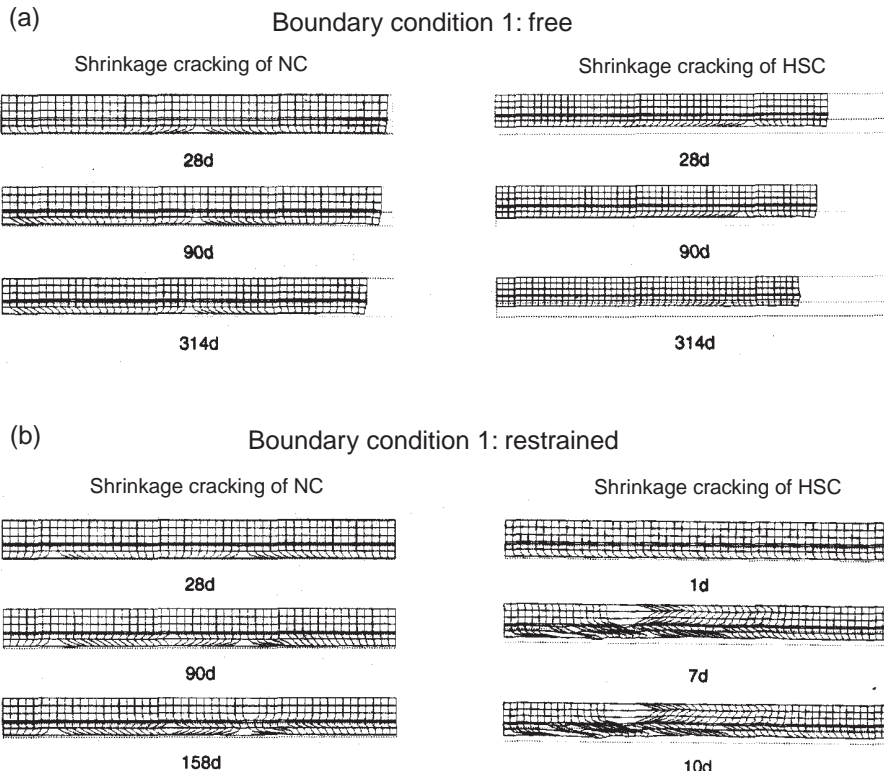 (a)
Boundary condition 1: free
Shrinkage cracking of NC
Shrinkage cracking of HSC
28d
28d
90d
90d
314d
314d
(b)
Boundary condition 1: restrained
Shrinkage cracking of NC
Shrinkage cracking of HSC
28d
1d
90d
7d
158d
10d